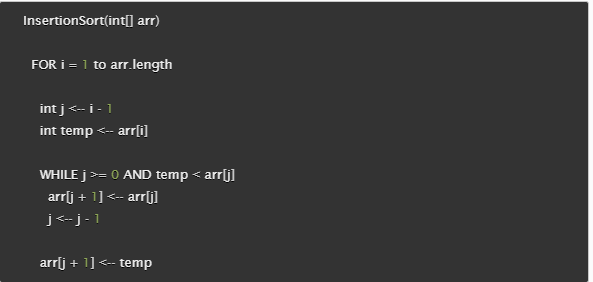 InsertionSort(int[] arr)
FOR i = 1 to arr.length
int j <-- i - 1
int temp <-- arr[i]
WHILE j >= 0 AND temp < arr[j]
arr[j + 1] <-- arr[j]
j <-- j - 1
arr[j + 1] <-- temp